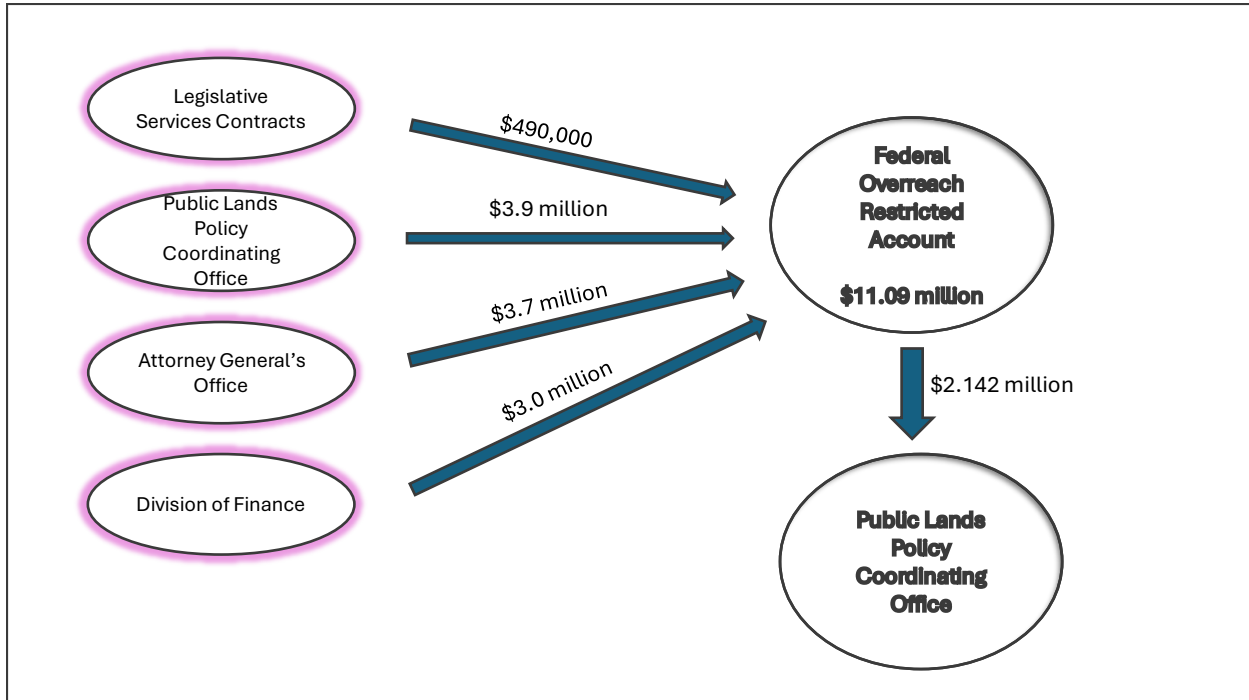 Legislative
Services Contracts
$490,000
Public Lands
Policy
Coordinating
Office
$3.9 million
Attorney General’s
Office
$3.7 million
Division of Finance
$3.0 million
Federal
Overreach
Restricted
Account
$11.09 million
$2.142 million
Public Lands
Policy
Coordinating
Office